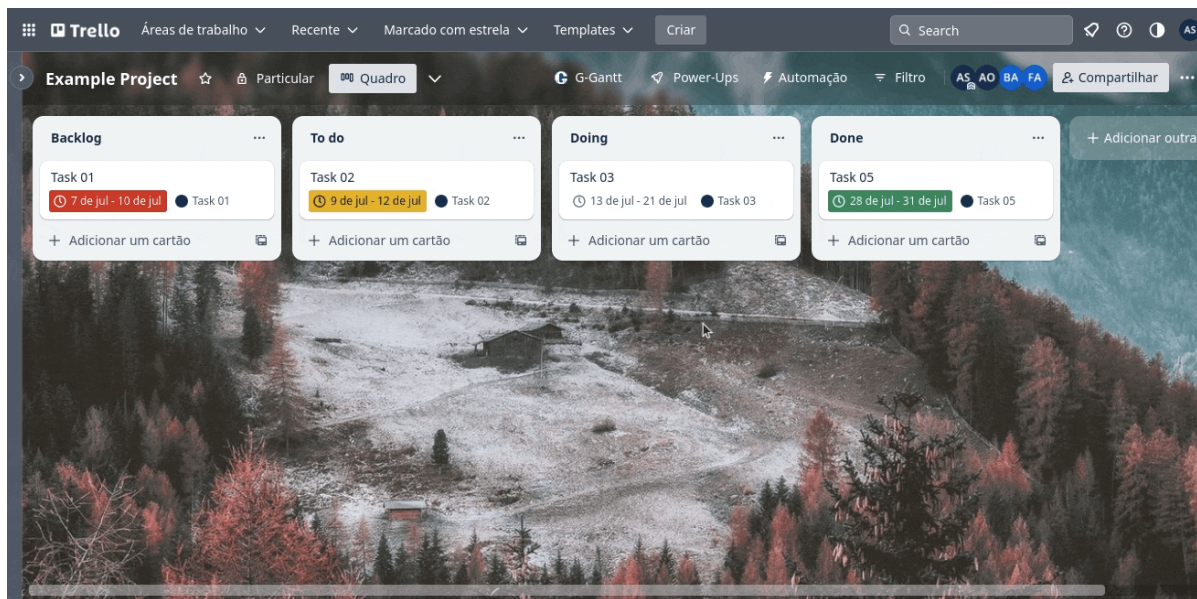 Trello Áreas de trabalho Recente Marcado com estrela Templates Criar Search AS
Example Project Particular Quadro G-Gantt Power-Ups Automação Filtro AS AO BA FA Compartilhar
Backlog
Task 01
7 de jul - 10 de jul Task 01
Adicionar um cartão
To do
Task 02
9 de jul - 12 de jul Task 02
Adicionar um cartão
Doing
Task 03
13 de jul - 21 de jul Task 03
Adicionar um cartão
Done
Task 05
28 de jul - 31 de jul Task 05
Adicionar um cartão
Adicionar outra